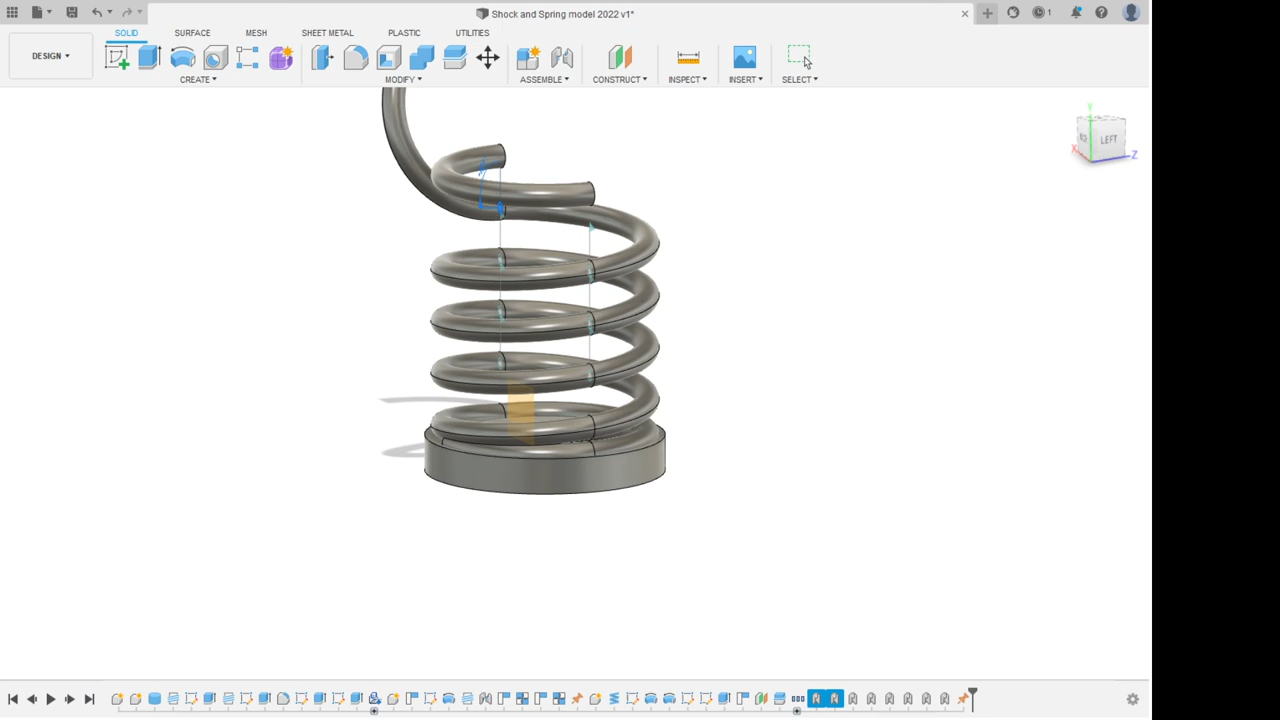 Shock and Spring model 2022 v1*
1
SOLID SURFACE MESH SHEET METAL PLASTIC UTILITIES
DESIGN
CREATE MODIFY ASSEMBLE CONSTRUCT INSPECT INSERT SELECT
Y
LEFT
X Z